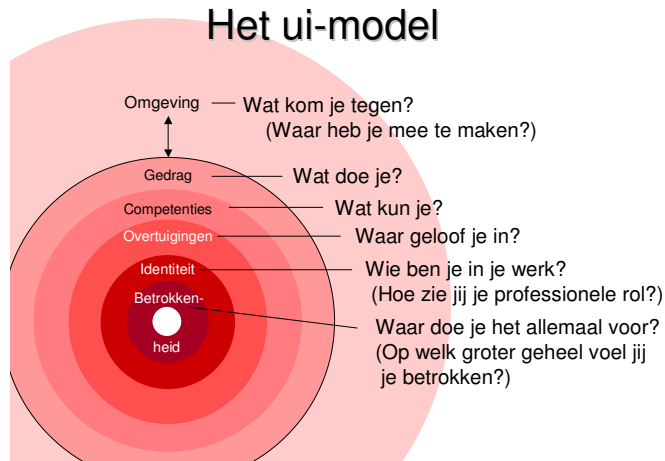 Het ui-model
Omgeving
Wat kom je tegen?
(Waar heb je mee te maken?)
Gedrag
Wat doe je?
Competenties
Wat kun je?
Overtuigingen
Waar geloof je in?
Identiteit
Wie ben je in je werk?
(Hoe zie jij je professionele rol?)
Betrokken-
heid
Waar doe je het allemaal voor?
(Op welk groter geheel voel jij
je betrokken?)